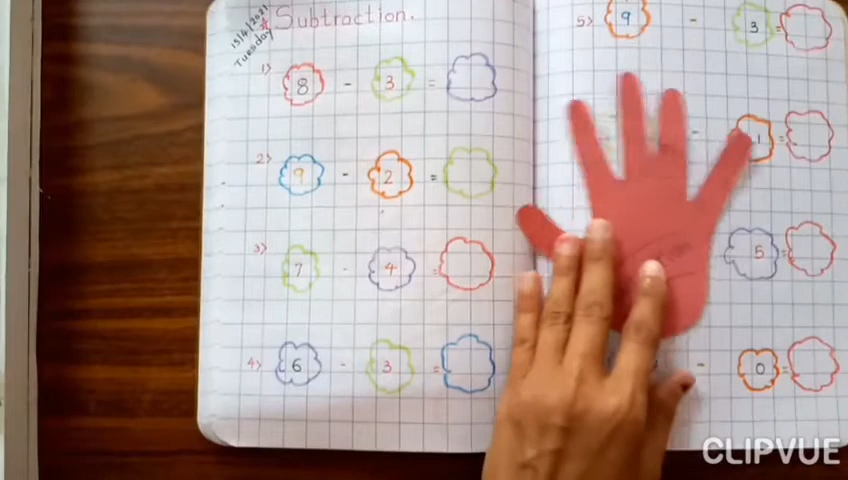 13/4/2021
Tuesday
Subtraction.
1) 8 - 3 =
2) 9 - 2 =
3) 7 - 4 =
4) 6 - 3 =
5) 9 - 3 =
- 1 =
5 =
- 0 =
CLIPVUE